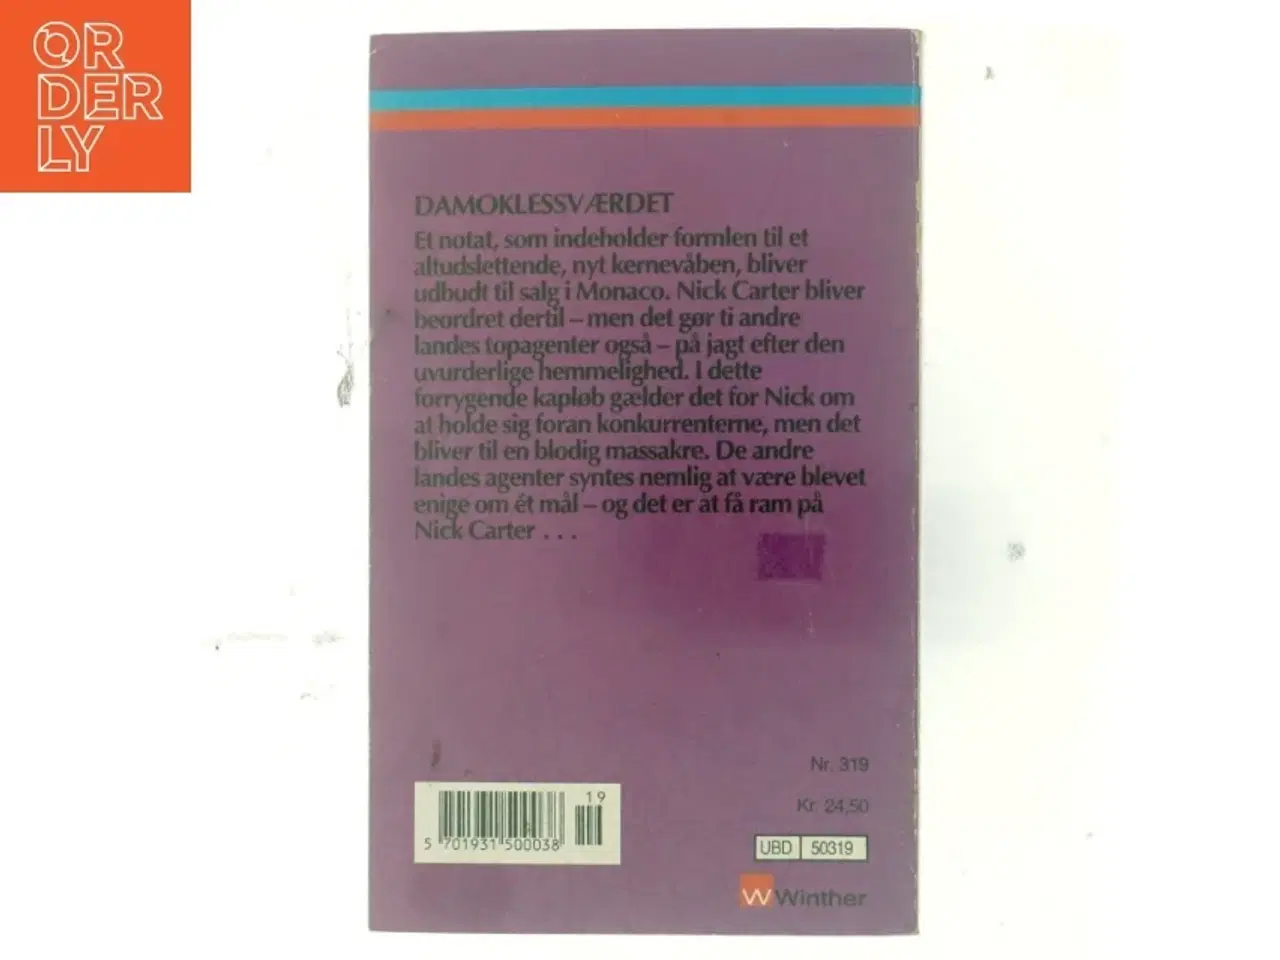 ORDERLY
DAMOKLESSVÆRDET
Et notat, som indeholder formlen til et
altudslettende, nyt kernevåben, bliver
udbudt til salg i Monaco. Nick Carter bliver
beordret dertil – men det gør ti andre
landes topagenter også – på jagt efter den
uvurderlige hemmelighed. I dette
forrygende kapløb gælder det for Nick om
at holde sig foran konkurrenterne, men det
bliver til en blodig massakre. De andre
landes agenter syntes nemlig at være blevet
enige om ét mål – og det er at få ram på
Nick Carter . . .
Nr. 319
Kr. 24,50
19
5 701931 500038
UBD 50319
W Winther